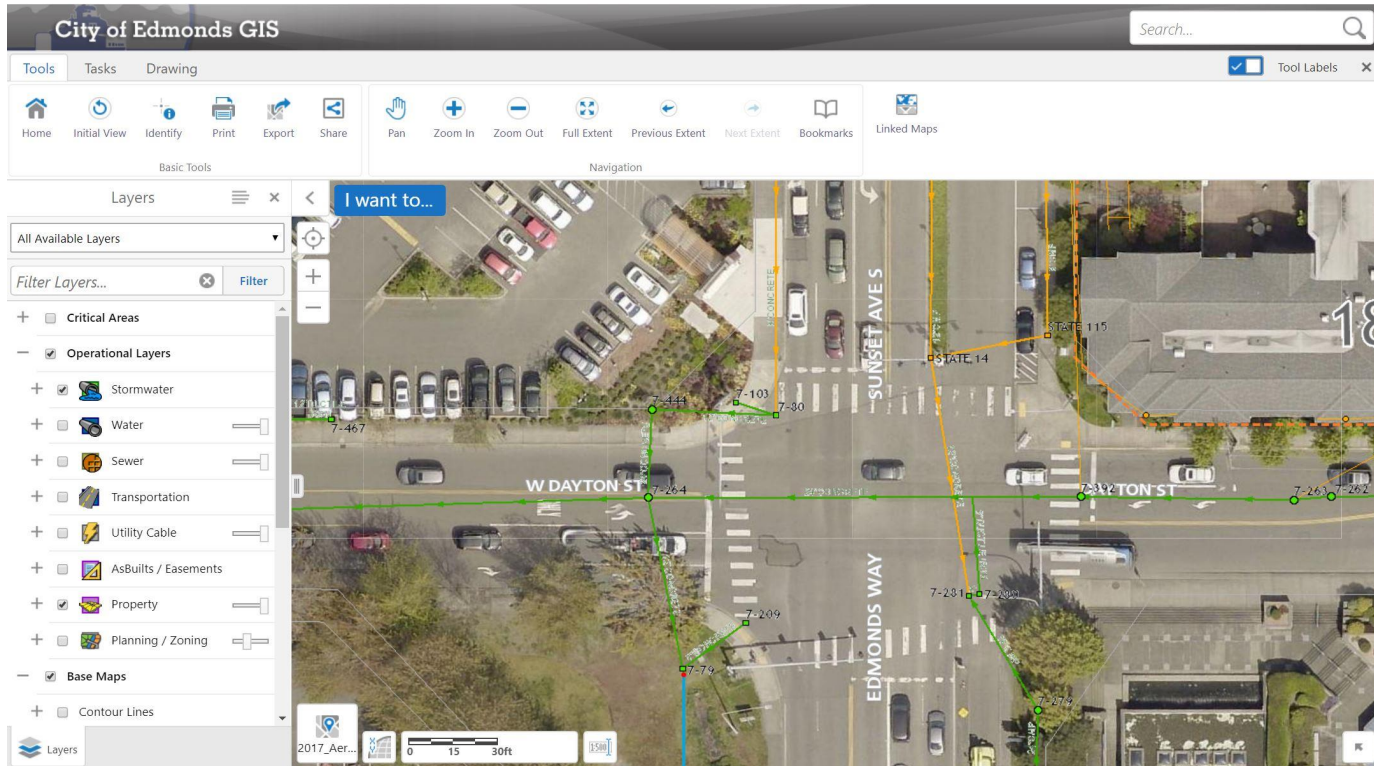 City of Edmonds GIS
Search...
Tools Tasks Drawing
Tool Labels
Home Initial View Identify Print Export Share
Pan Zoom In Zoom Out Full Extent Previous Extent Next Extent Bookmarks
Linked Maps
Basic Tools
Navigation
Layers
I want to...
All Available Layers
Filter Layers... Filter
Critical Areas
Operational Layers
Stormwater
Water
Sewer
Transportation
Utility Cable
AsBuilts / Easements
Property
Planning / Zoning
Base Maps
Contour Lines
Layers
SUNSET AVE S
STATE 115
STATE 14
18
7-103
7-444
7-80
7-467
W DAYTON ST
7-264
7-392
7-263
7-262
7-281
7-209
EDMONDS WAY
7-79
7-279
2017_Aer...
0 15 30ft